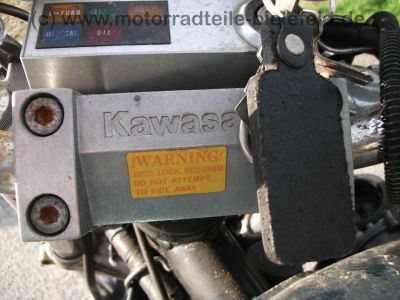 www.motorradteile-bielefeld.de
L-TURN
OIL
Kawasa
!WARNING!
DISC LOCK SECURED
DO NOT ATTEMPT
TO RIDE AWAY